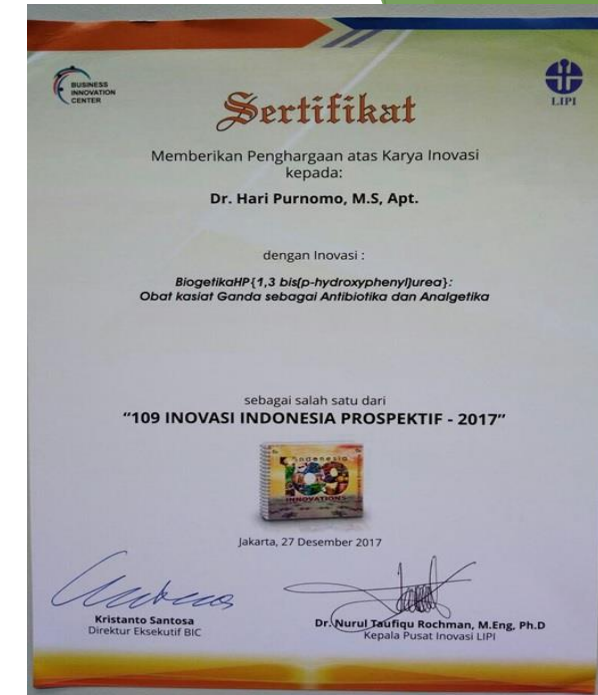 BUSINESS
INNOVATION
CENTER
LIPI
Sertifikat
Memberikan Penghargaan atas Karya Inovasi
kepada:
Dr. Hari Purnomo, M.S, Apt.
dengan Inovasi :
BiogetikaHP{1,3 bis(p-hydroxyphenyl)urea}:
Obat kasiat Ganda sebagai Antibiotika dan Analgetika
sebagai salah satu dari
“109 INOVASI INDONESIA PROSPEKTIF - 2017”
Indonesia
109
INNOVATIONS
Jakarta, 27 Desember 2017
Kristanto Santosa
Direktur Eksekutif BIC
Dr. Nurul Taufiqu Rochman, M.Eng, Ph.D
Kepala Pusat Inovasi LIPI